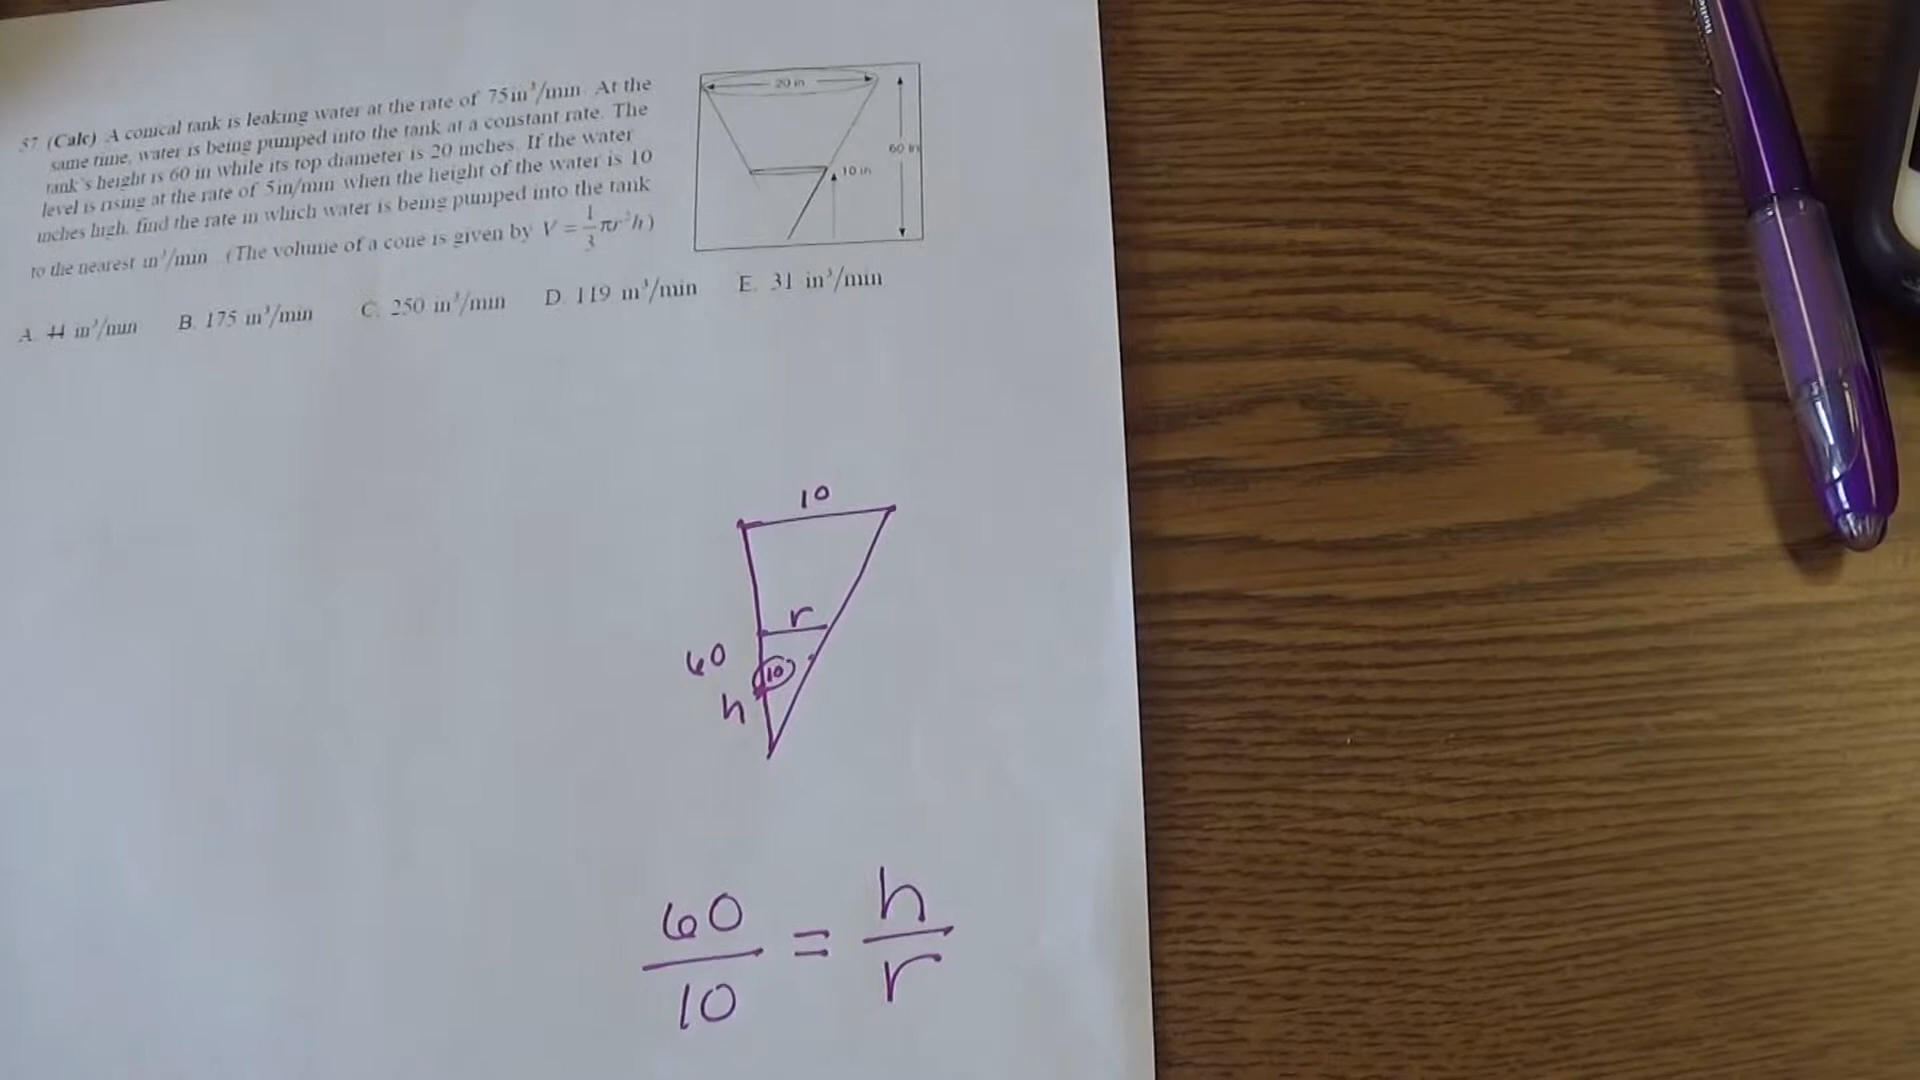 57 (Calc) A conical tank is leaking water at the rate of 75in³/min. At the
same time, water is being pumped into the tank at a constant rate. The
tank's height is 60 in while its top diameter is 20 inches. If the water
level is rising at the rate of 5in/min when the height of the water is 10
inches high, find the rate in which water is being pumped into the tank
to the nearest in³/min. (The volume of a cone is given by V = 1/3 πr²h)
A. 44 in³/min B. 175 in³/min C. 250 in³/min D. 119 in³/min E. 31 in³/min
20 in
60 in
10 in
10
r
60
10
h
60/10 = h/r